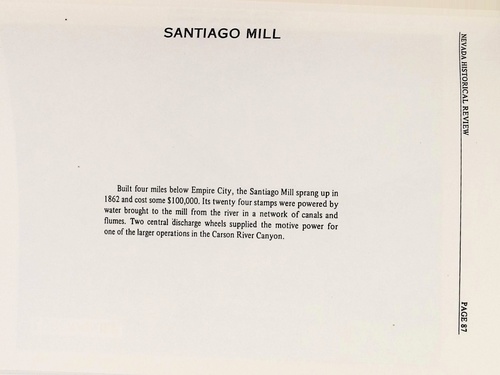 SANTIAGO MILL
Built four miles below Empire City, the Santiago Mill sprang up in
1862 and cost some $100,000. Its twenty four stamps were powered by
water brought to the mill from the river in a network of canals and
flumes. Two central discharge wheels supplied the motive power for
one of the larger operations in the Carson River Canyon.
NEVADA HISTORICAL REVIEW
PAGE 87